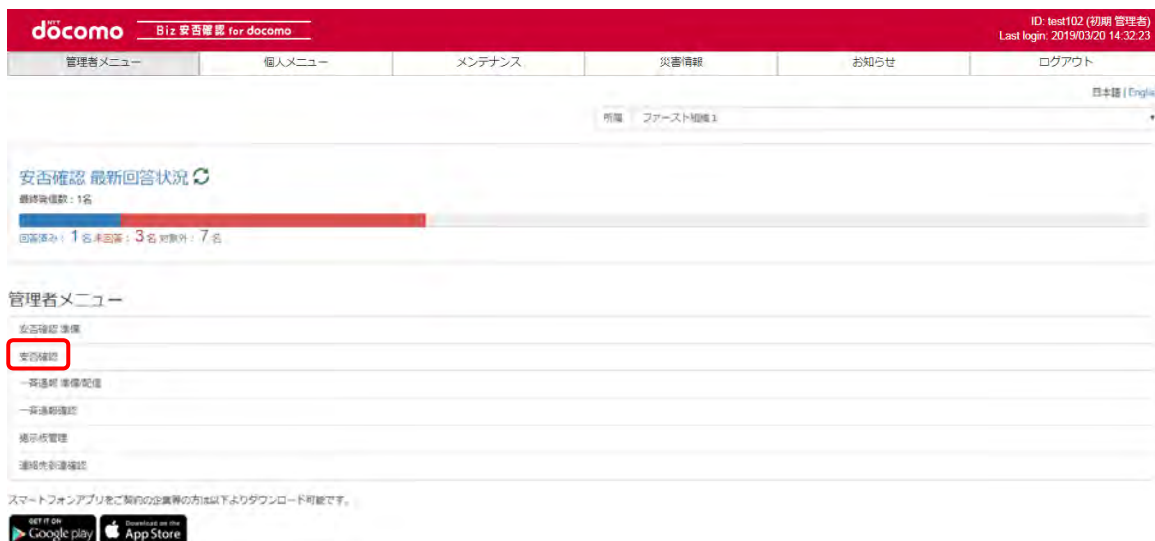 NTT
döcomo Biz 安否確認 for docomo
ID: test102 (初期 管理者)
Last login: 2019/03/20 14:32:23
管理者メニュー 個人メニュー メンテナンス 災害情報 お知らせ ログアウト
日本語 | Englis
所属 ファースト組織1
安否確認 最新回答状況
最終発信数 : 1名
回答済み : 1 名 未回答 : 3 名 対象外 : 7 名
管理者メニュー
安否確認 準備
安否確認
一斉通報 準備/配信
一斉通報確認
掲示板管理
連絡先到達確認
スマートフォンアプリをご契約の企業等の方は以下よりダウンロード可能です。
GET IT ON
Google play
Download on the
App Store